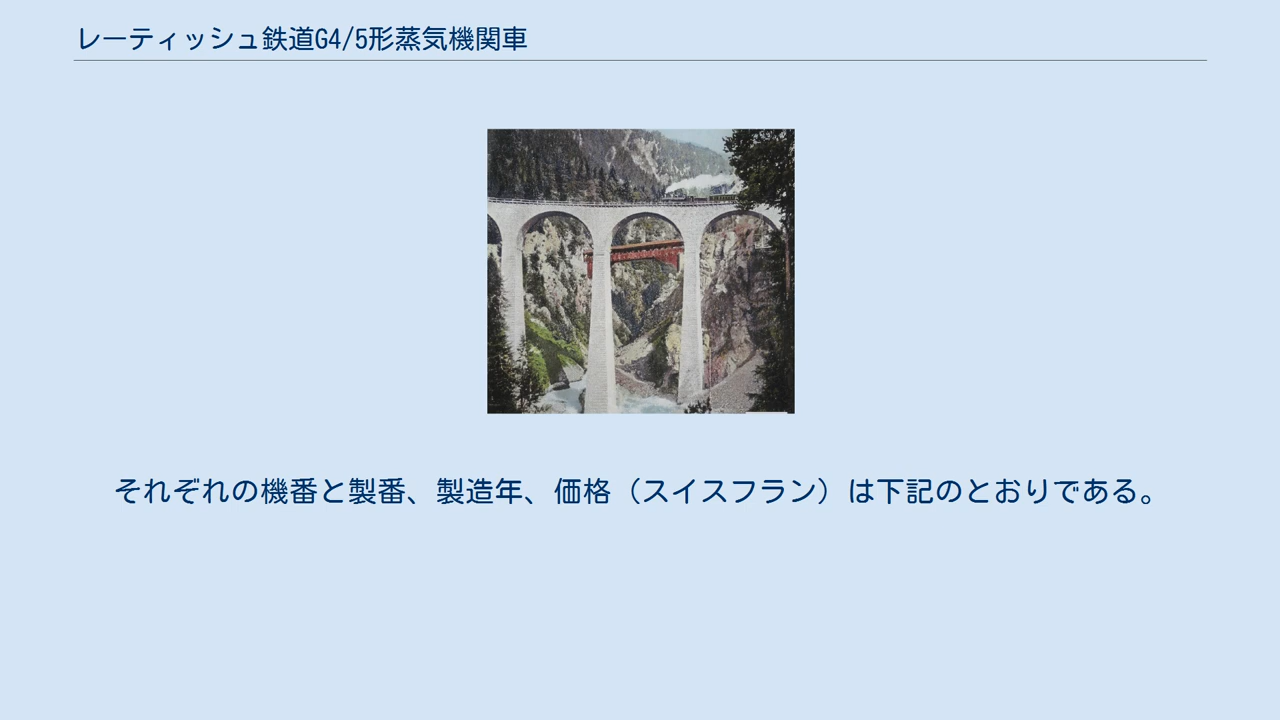 レーティッシュ鉄道G4/5形蒸気機関車
それぞれの機番と製番、製造年、価格（スイスフラン）は下記のとおりである。